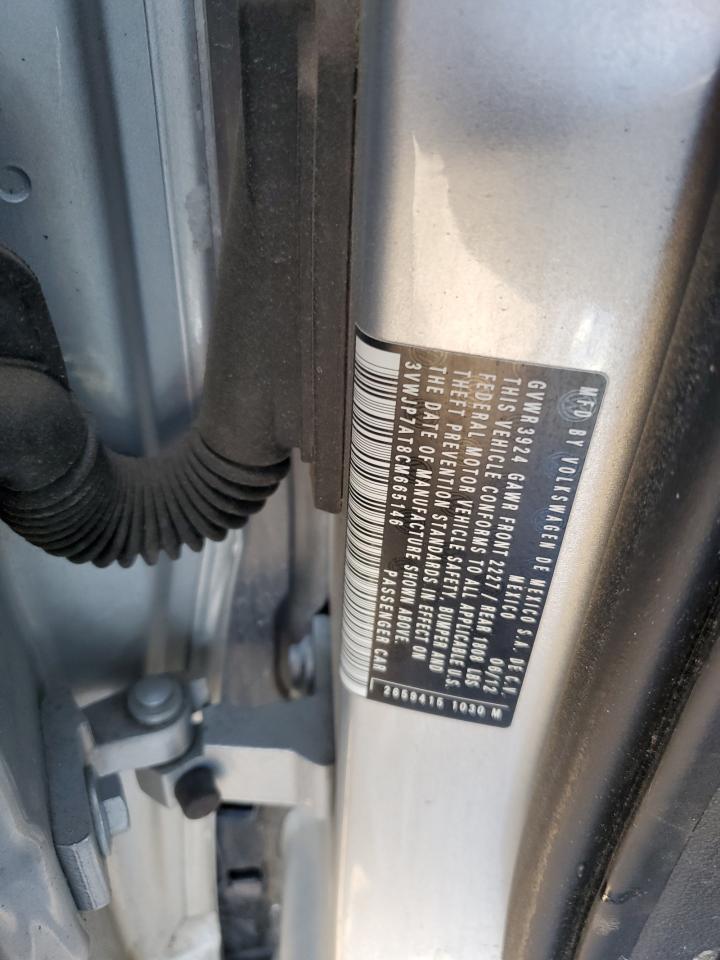 MFD BY VOLKSWAGEN DE MEXICO S.A. DE C.V.
MEXICO 06/12
GVWR 3924 GAWR FRONT 2227 / REAR 1808 LBS
THIS VEHICLE CONFORMS TO ALL APPLICABLE U.S.
FEDERAL MOTOR VEHICLE SAFETY, BUMPER AND
THEFT PREVENTION STANDARDS IN EFFECT ON
THE DATE OF MANUFACTURE SHOWN ABOVE.
3VWJP7AT8CM665146 PASSENGER CAR
2669415 1030 M